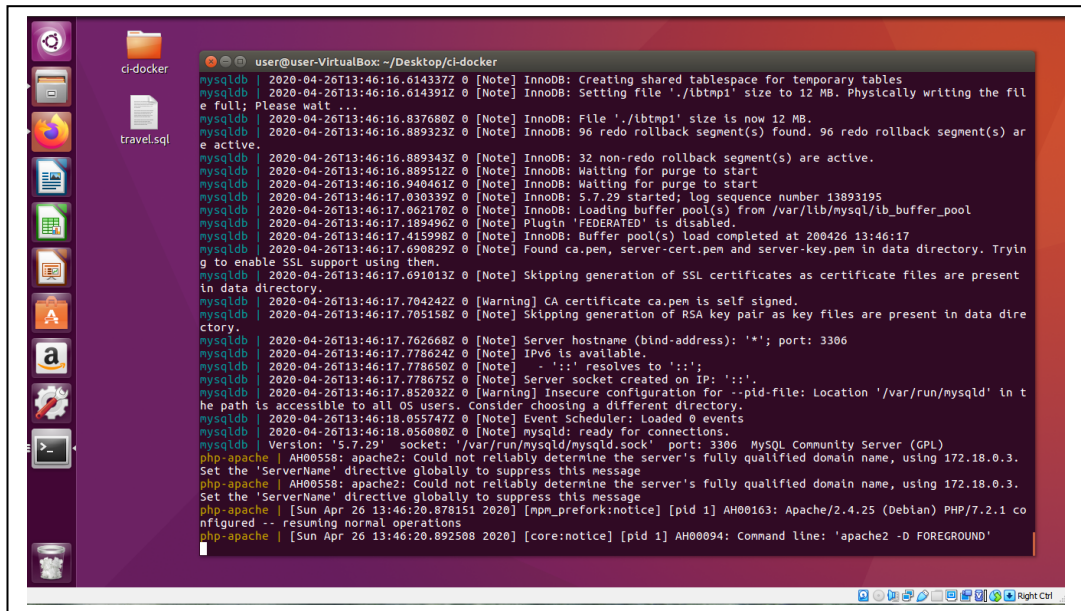 ci-docker
travel.sql
user@user-VirtualBox: ~/Desktop/ci-docker
mysqldb | 2020-04-26T13:46:16.614337Z 0 [Note] InnoDB: Creating shared tablespace for temporary tables
mysqldb | 2020-04-26T13:46:16.614391Z 0 [Note] InnoDB: Setting file './ibtmp1' size to 12 MB. Physically writing the fil
e full; Please wait ...
mysqldb | 2020-04-26T13:46:16.837680Z 0 [Note] InnoDB: File './ibtmp1' size is now 12 MB.
mysqldb | 2020-04-26T13:46:16.889323Z 0 [Note] InnoDB: 96 redo rollback segment(s) found. 96 redo rollback segment(s) ar
e active.
mysqldb | 2020-04-26T13:46:16.889343Z 0 [Note] InnoDB: 32 non-redo rollback segment(s) are active.
mysqldb | 2020-04-26T13:46:16.889512Z 0 [Note] InnoDB: Waiting for purge to start
mysqldb | 2020-04-26T13:46:16.940461Z 0 [Note] InnoDB: Waiting for purge to start
mysqldb | 2020-04-26T13:46:17.030339Z 0 [Note] InnoDB: 5.7.29 started; log sequence number 13893195
mysqldb | 2020-04-26T13:46:17.062170Z 0 [Note] InnoDB: Loading buffer pool(s) from /var/lib/mysql/ib_buffer_pool
mysqldb | 2020-04-26T13:46:17.189496Z 0 [Note] Plugin 'FEDERATED' is disabled.
mysqldb | 2020-04-26T13:46:17.415998Z 0 [Note] InnoDB: Buffer pool(s) load completed at 200426 13:46:17
mysqldb | 2020-04-26T13:46:17.690829Z 0 [Note] Found ca.pem, server-cert.pem and server-key.pem in data directory. Tryin
g to enable SSL support using them.
mysqldb | 2020-04-26T13:46:17.691013Z 0 [Note] Skipping generation of SSL certificates as certificate files are present
in data directory.
mysqldb | 2020-04-26T13:46:17.704242Z 0 [Warning] CA certificate ca.pem is self signed.
mysqldb | 2020-04-26T13:46:17.705158Z 0 [Note] Skipping generation of RSA key pair as key files are present in data dire
ctory.
mysqldb | 2020-04-26T13:46:17.762668Z 0 [Note] Server hostname (bind-address): '*'; port: 3306
mysqldb | 2020-04-26T13:46:17.778624Z 0 [Note] IPv6 is available.
mysqldb | 2020-04-26T13:46:17.778650Z 0 [Note]   - '::' resolves to '::';
mysqldb | 2020-04-26T13:46:17.778675Z 0 [Note] Server socket created on IP: '::'.
mysqldb | 2020-04-26T13:46:17.852032Z 0 [Warning] Insecure configuration for --pid-file: Location '/var/run/mysqld' in t
he path is accessible to all OS users. Consider choosing a different directory.
mysqldb | 2020-04-26T13:46:18.055747Z 0 [Note] Event Scheduler: Loaded 0 events
mysqldb | 2020-04-26T13:46:18.056080Z 0 [Note] mysqld: ready for connections.
mysqldb | Version: '5.7.29'  socket: '/var/run/mysqld/mysqld.sock'  port: 3306  MySQL Community Server (GPL)
php-apache | AH00558: apache2: Could not reliably determine the server's fully qualified domain name, using 172.18.0.3.
Set the 'ServerName' directive globally to suppress this message
php-apache | AH00558: apache2: Could not reliably determine the server's fully qualified domain name, using 172.18.0.3.
Set the 'ServerName' directive globally to suppress this message
php-apache | [Sun Apr 26 13:46:20.878151 2020] [mpm_prefork:notice] [pid 1] AH00163: Apache/2.4.25 (Debian) PHP/7.2.1 co
nfigured -- resuming normal operations
php-apache | [Sun Apr 26 13:46:20.892508 2020] [core:notice] [pid 1] AH00094: Command line: 'apache2 -D FOREGROUND'
Right Ctrl